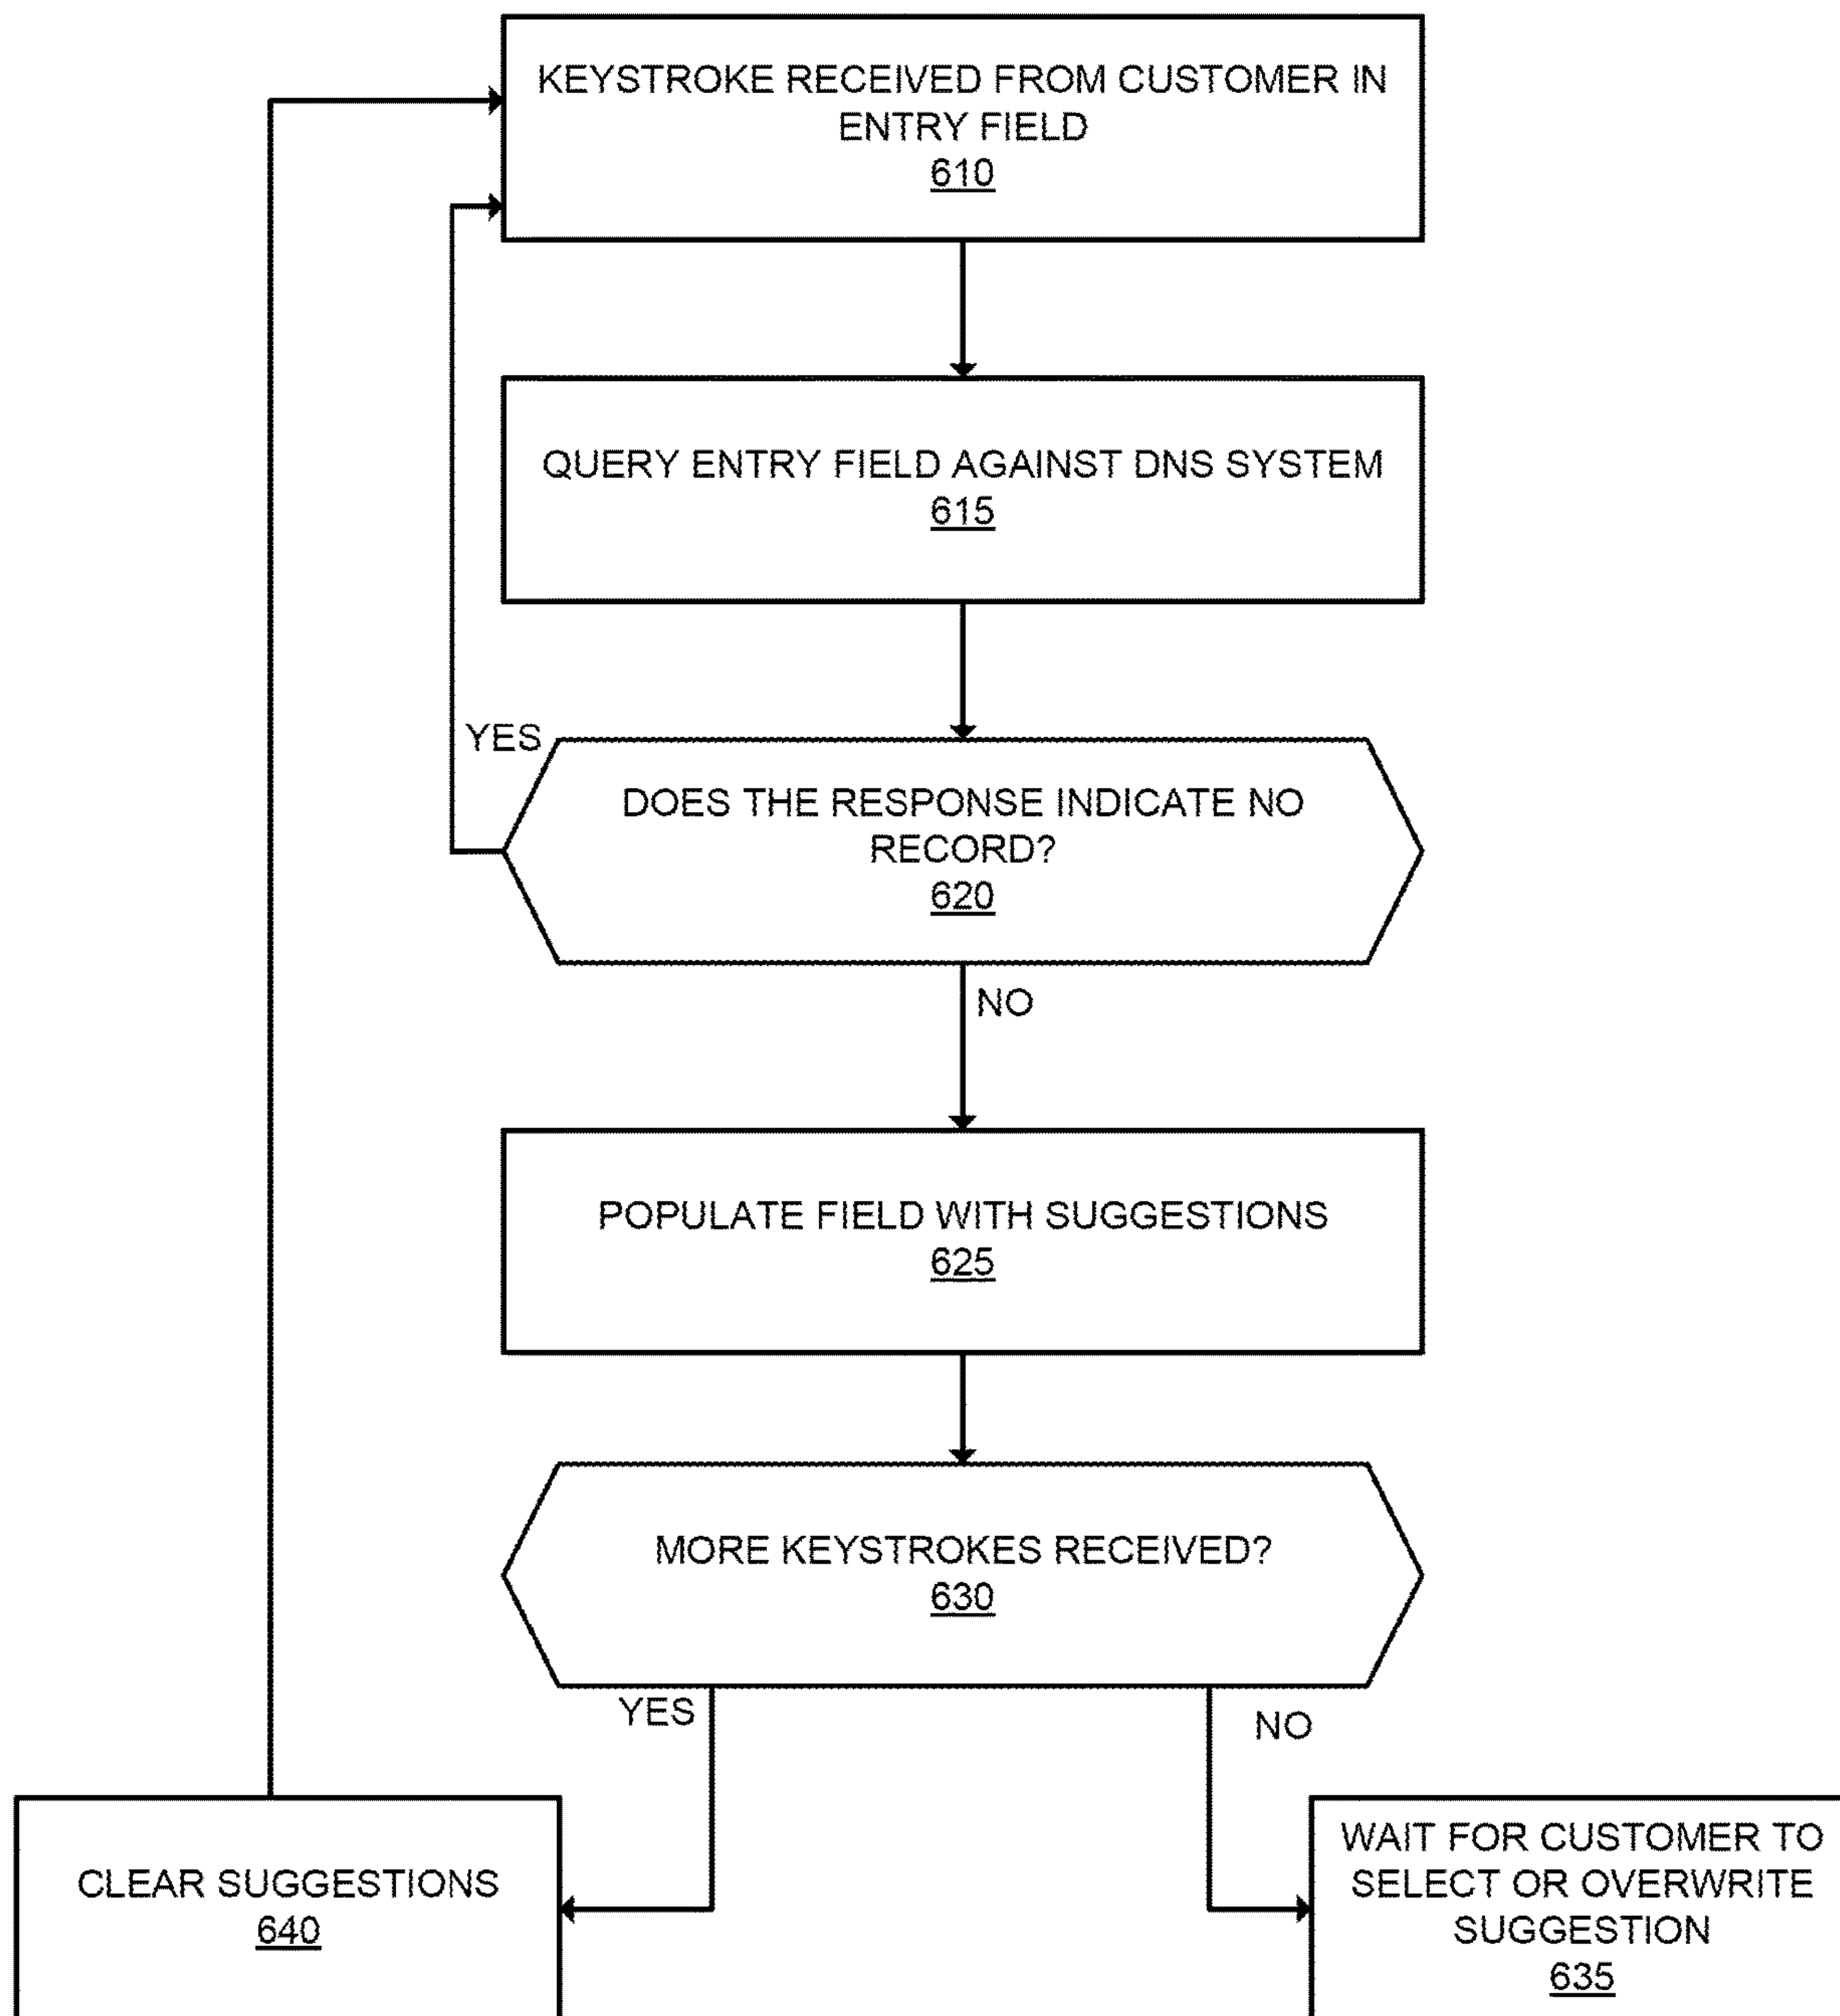 KEYSTROKE RECEIVED FROM CUSTOMER IN
ENTRY FIELD
610
QUERY ENTRY FIELD AGAINST DNS SYSTEM
615
YES
DOES THE RESPONSE INDICATE NO
RECORD?
620
NO
POPULATE FIELD WITH SUGGESTIONS
625
MORE KEYSTROKES RECEIVED?
630
YES
NO
CLEAR SUGGESTIONS
640
WAIT FOR CUSTOMER TO
SELECT OR OVERWRITE
SUGGESTION
635